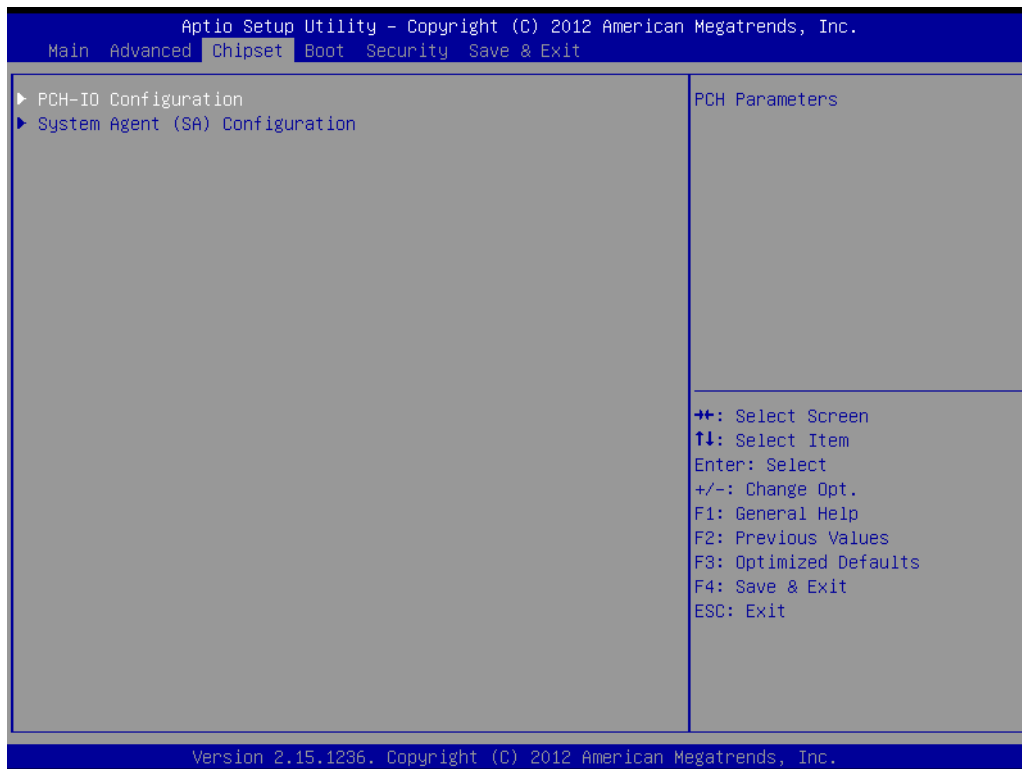 Aptio Setup Utility – Copyright (C) 2012 American Megatrends, Inc.
Main Advanced Chipset Boot Security Save & Exit
▶ PCH-IO Configuration
▶ System Agent (SA) Configuration
PCH Parameters
→←: Select Screen
↑↓: Select Item
Enter: Select
+/-: Change Opt.
F1: General Help
F2: Previous Values
F3: Optimized Defaults
F4: Save & Exit
ESC: Exit
Version 2.15.1236. Copyright (C) 2012 American Megatrends, Inc.